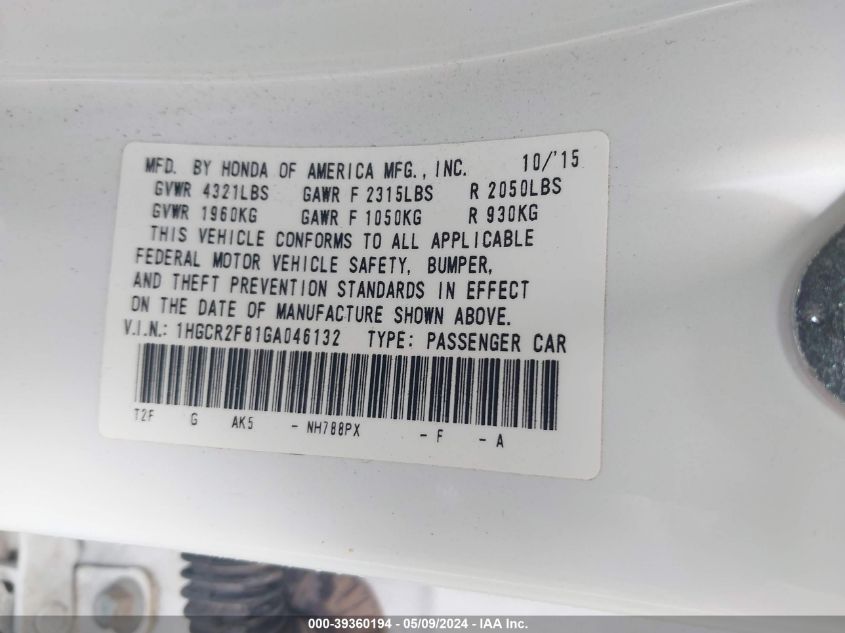 MFD. BY HONDA OF AMERICA MFG., INC. 10/'15
GVWR 4321LBS GAWR F 2315LBS R 2050LBS
GVWR 1960KG GAWR F 1050KG R 930KG
THIS VEHICLE CONFORMS TO ALL APPLICABLE
FEDERAL MOTOR VEHICLE SAFETY, BUMPER,
AND THEFT PREVENTION STANDARDS IN EFFECT
ON THE DATE OF MANUFACTURE SHOWN ABOVE.
V.I.N.: 1HGCR2F81GA046132 TYPE: PASSENGER CAR
T2F G AK5 - NH788PX - F - A
000-39360194 - 05/09/2024 - IAA Inc.